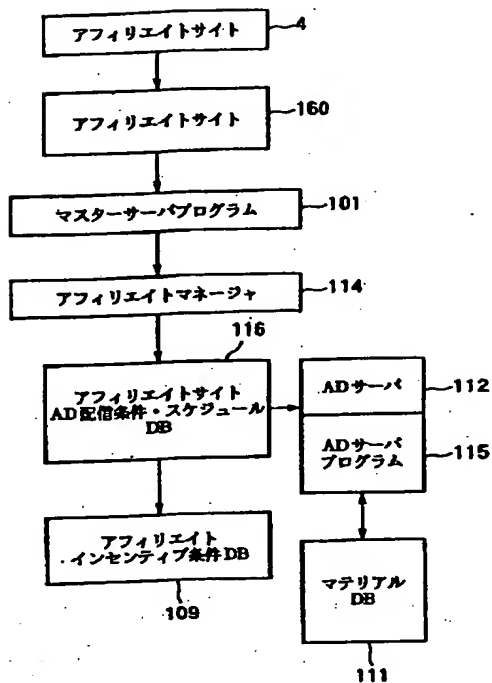 アフィリエイトサイト
4
アフィリエイトサイト
160
マスターサーバプログラム
101
アフィリエイトマネージャ
114
116
アフィリエイトサイト
AD配信条件・スケジュール
DB
ADサーバ
112
ADサーバ
プログラム
115
アフィリエイト
インセンティブ条件DB
109
マテリアル
DB
111